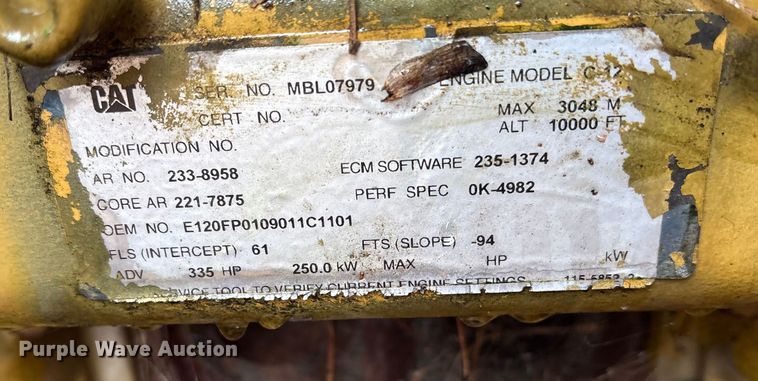 CAT SER. NO. MBL07979 ENGINE MODEL C-12
CERT NO. MAX 3048 M
ALT 10000 FT
MODIFICATION NO.
AR NO. 233-8958 ECM SOFTWARE 235-1374
CORE AR 221-7875 PERF SPEC 0K-4982
OEM NO. E120FP0109011C1101
FLS (INTERCEPT) 61 FTS (SLOPE) -94
ADV 335 HP 250.0 kW MAX HP kW
SERVICE TOOL TO VERIFY CURRENT ENGINE SETTINGS
Purple Wave Auction